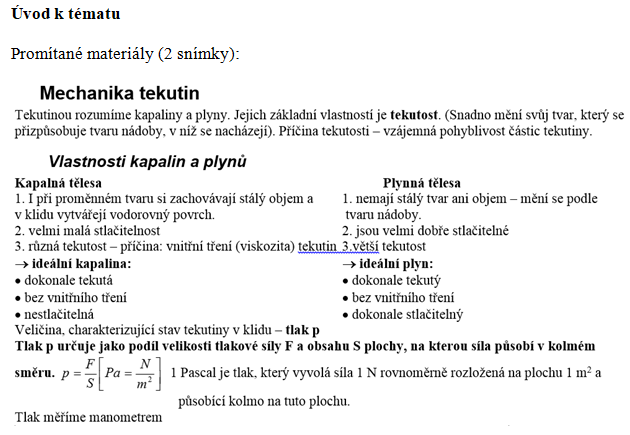 Úvod k tématu
Promítané materiály (2 snímky):
Mechanika tekutin
Tekutinou rozumíme kapaliny a plyny. Jejich základní vlastností je tekutost. (Snadno mění svůj tvar, který se
přizpůsobuje tvaru nádoby, v níž se nacházejí). Příčina tekutosti – vzájemná pohyblivost částic tekutiny.
Vlastnosti kapalin a plynů
Kapalná tělesa
1. I při proměnném tvaru si zachovávají stálý objem a
v klidu vytvářejí vodorovný povrch.
2. velmi malá stlačitelnost
3. různá tekutost – příčina: vnitřní tření (viskozita) tekutin
→ ideální kapalina:
• dokonale tekutá
• bez vnitřního tření
• nestlačitelná
Plynná tělesa
1. nemají stálý tvar ani objem – mění se podle
tvaru nádoby.
2. jsou velmi dobře stlačitelné
3.větší tekutost
→ ideální plyn:
• dokonale tekutý
• bez vnitřního tření
• dokonale stlačitelný
Veličina, charakterizující stav tekutiny v klidu – tlak p
Tlak p určuje jako podíl velikosti tlakové síly F a obsahu S plochy, na kterou síla působí v kolmém
směru. p = F/S [Pa = N/m²] 1 Pascal je tlak, který vyvolá síla 1 N rovnoměrně rozložená na plochu 1 m² a
působící kolmo na tuto plochu.
Tlak měříme manometrem